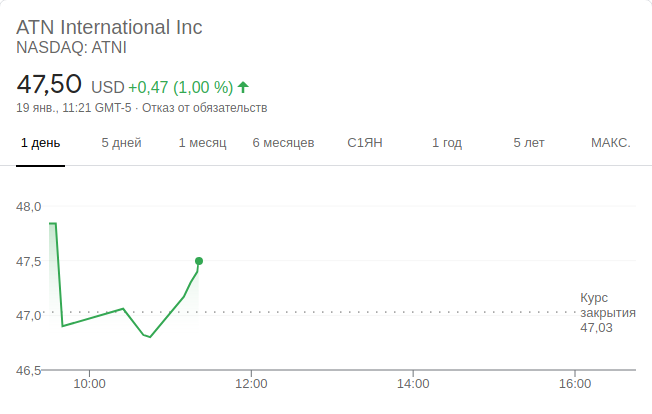 ATN International Inc
NASDAQ: ATNI
47,50 USD +0,47 (1,00 %)
19 янв., 11:21 GMT-5 · Отказ от обязательств
1 день 5 дней 1 месяц 6 месяцев С1ЯН 1 год 5 лет МАКС.
48,0
47,5
47,0
46,5
Курс
закрытия
47,03
10:00 12:00 14:00 16:00